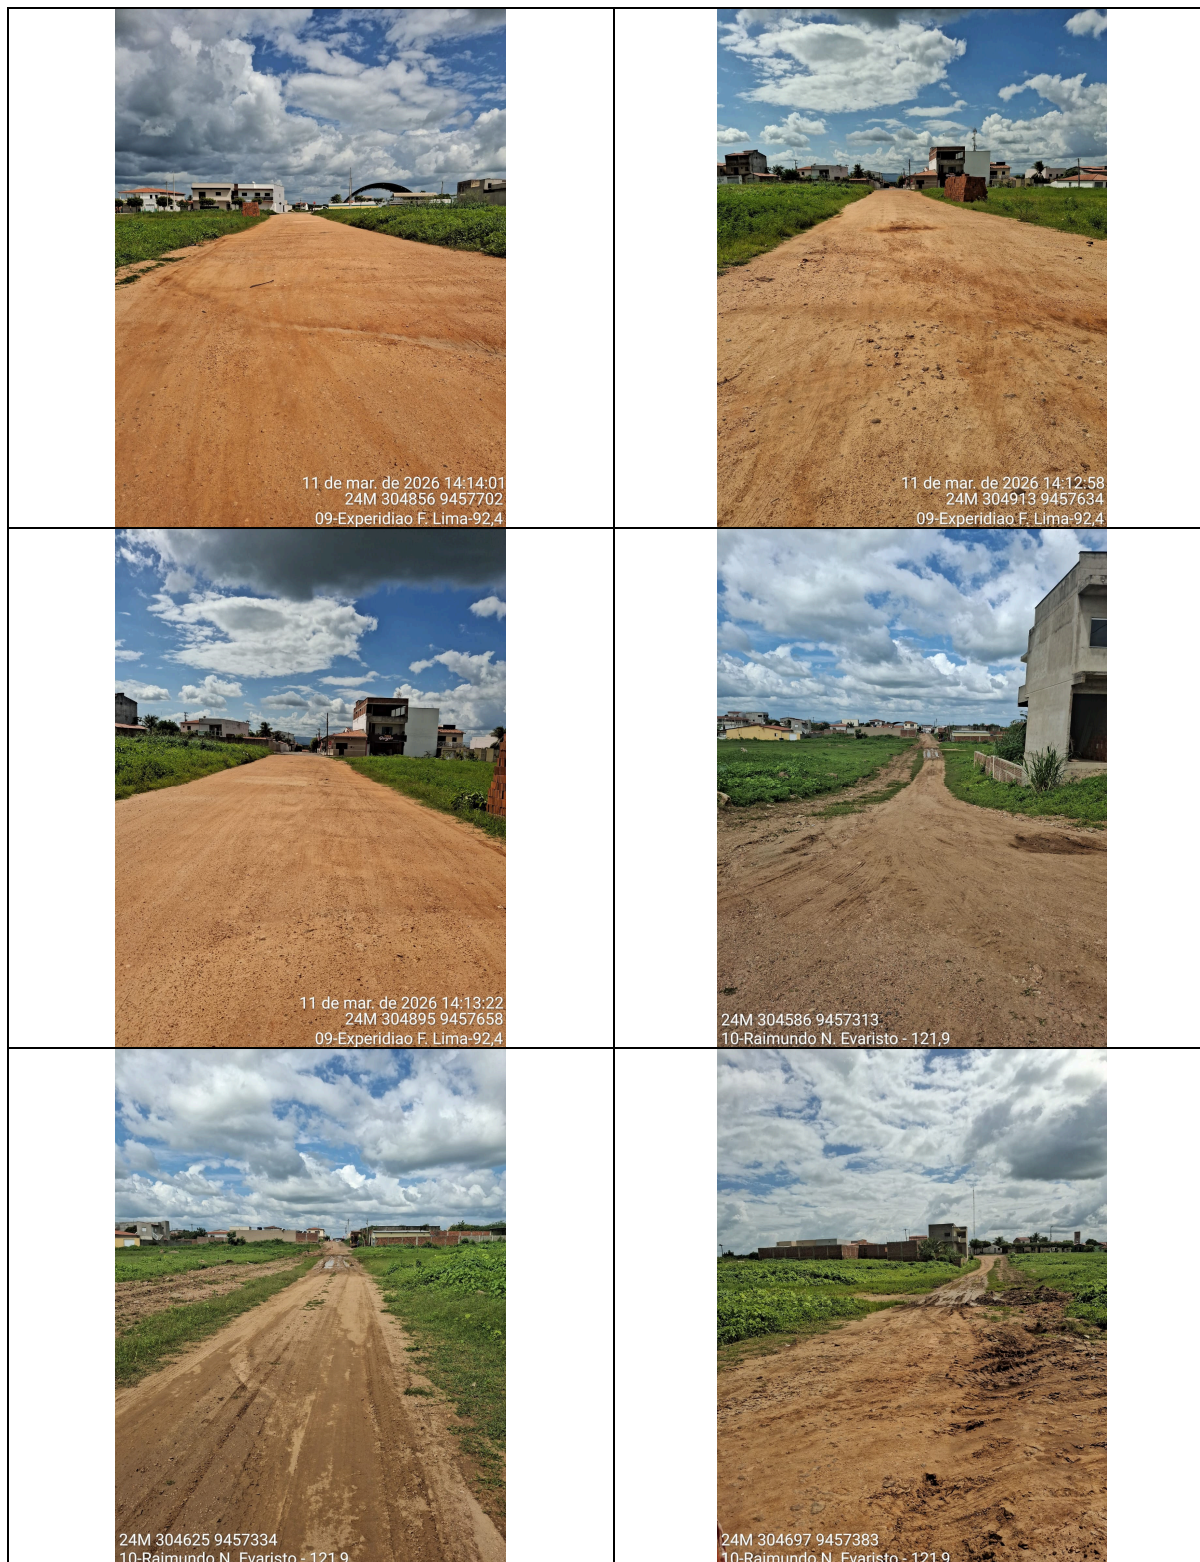 11 de mar. de 2026 14:14:01
24M 304856 9457702
09-Experidiao F. Lima-92,4
11 de mar. de 2026 14:12:58
24M 304913 9457634
09-Experidiao F. Lima-92,4
11 de mar. de 2026 14:13:22
24M 304895 9457658
09-Experidiao F. Lima-92,4
24M 304586 9457313
10-Raimundo N. Evaristo - 121,9
24M 304625 9457334
10-Raimundo N. Evaristo - 121,9
24M 304697 9457383
10-Raimundo N. Evaristo - 121,9